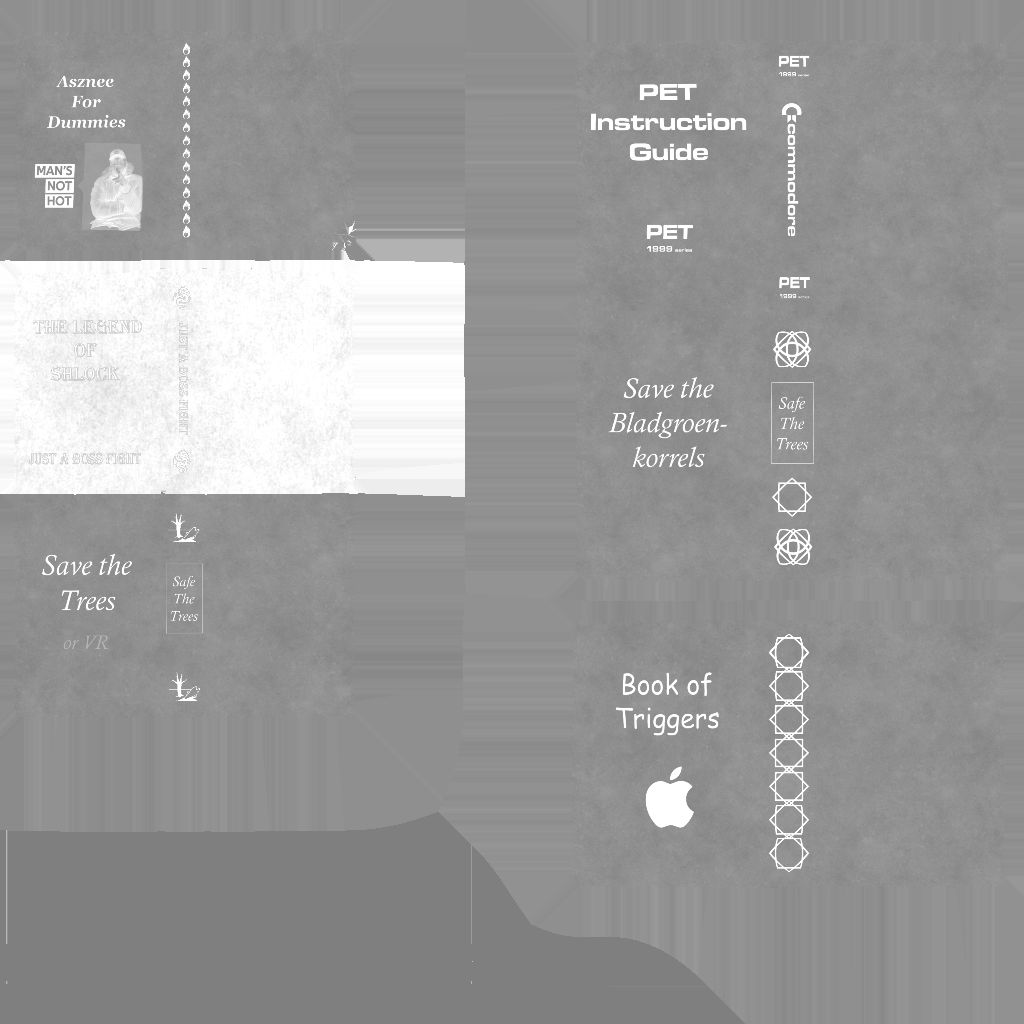 Asznee
For
Dummies
MAN'S
NOT
HOT
THE LEGEND
OF
SHLOCK
JUST A BOSS FIGHT
JUST A BOSS FIGHT
Save the
Trees
or VR
Safe
The
Trees
PET
Instruction
Guide
PET
1999 series
PET
1999 series
commodore
PET
1999 series
Save the
Bladgroen-
korrels
Safe
The
Trees
Book of
Triggers